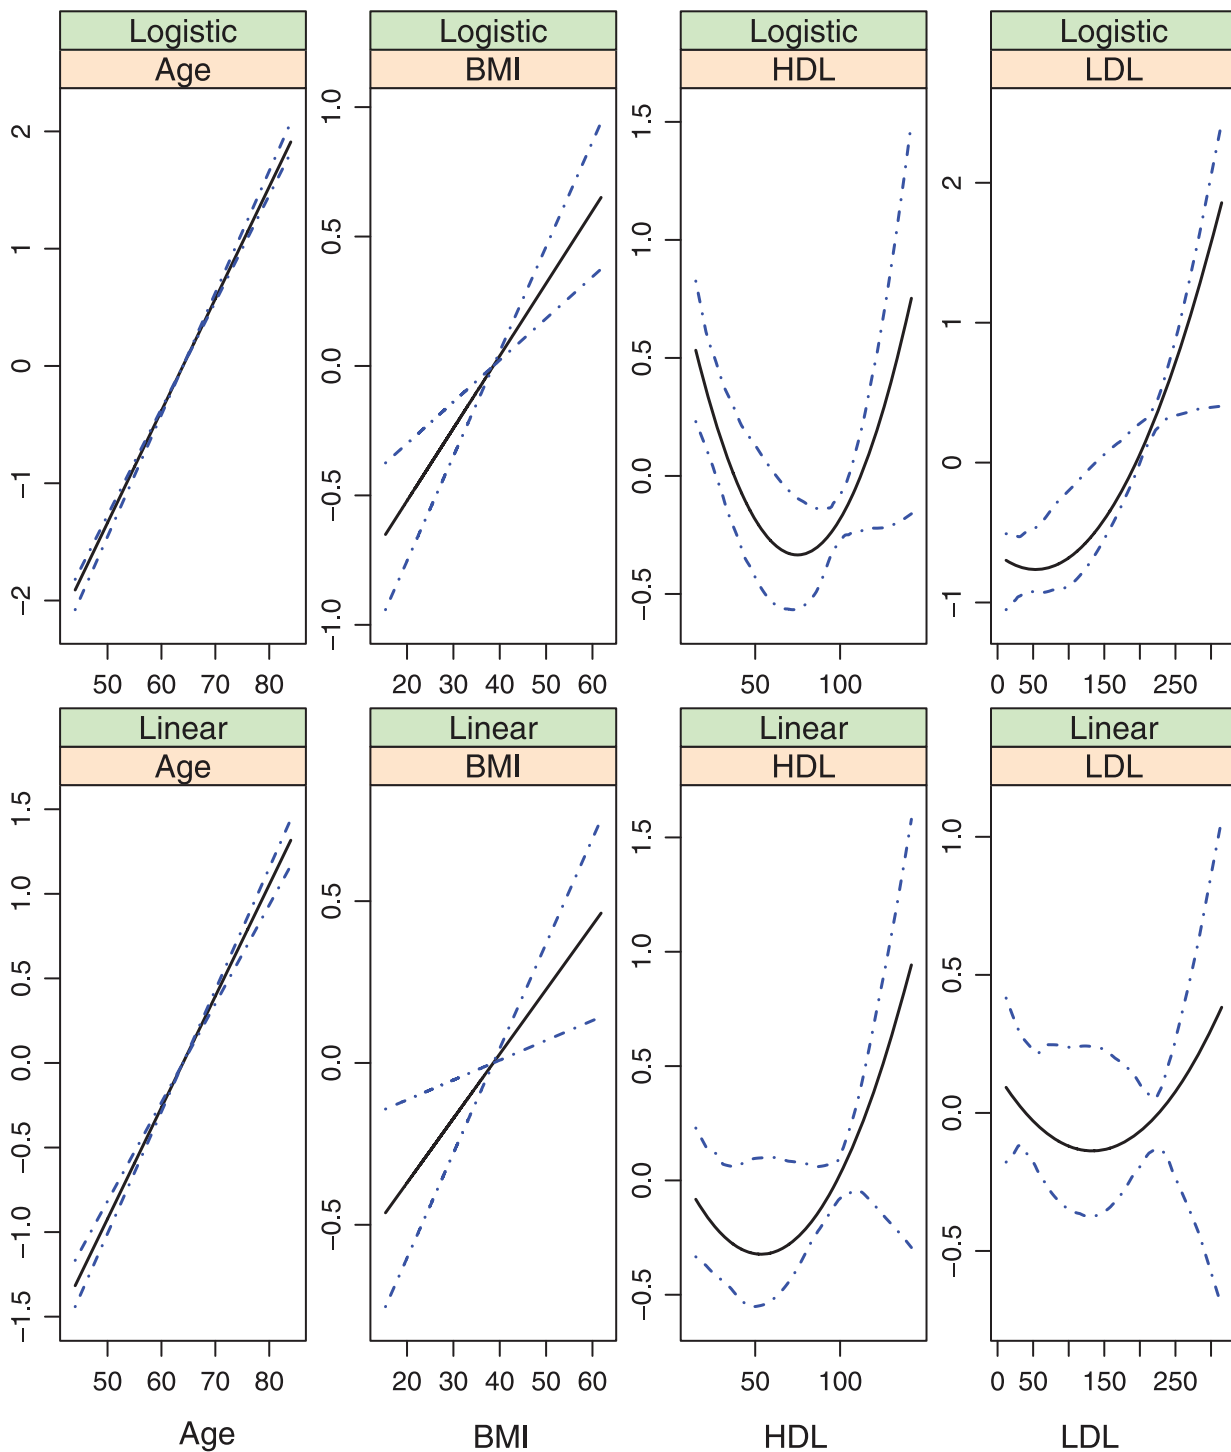 Logistic Logistic Logistic Logistic
Age BMI HDL LDL
2 1 0 −1 −2
50 60 70 80
1.0 0.5 0.0 −0.5 −1.0
20 30 40 50 60
1.5 1.0 0.5 0.0 −0.5
50 100
2 1 0 −1
0 50 150 250
Linear Linear Linear Linear
Age BMI HDL LDL
1.5 1.0 0.5 0.0 −0.5 −1.0 −1.5
50 60 70 80
0.5 0.0 −0.5
20 30 40 50 60
1.5 1.0 0.5 0.0 −0.5
50 100
1.0 0.5 0.0 −0.5
0 50 150 250
Age BMI HDL LDL